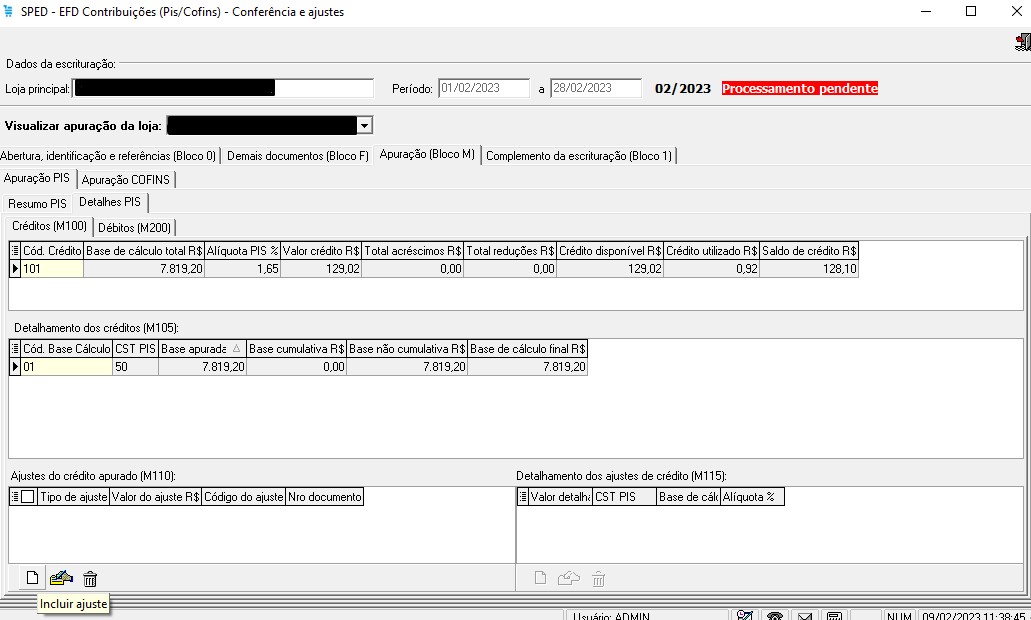 SPED - EFD Contribuições (Pis/Cofins) - Conferência e ajustes
Dados da escrituração:
Loja principal: Período: 01/02/2023 a 28/02/2023 02/2023 Processamento pendente
Visualizar apuração da loja:
Abertura, identificação e referências (Bloco 0) Demais documentos (Bloco F) Apuração (Bloco M) Complemento da escrituração (Bloco 1)
Apuração PIS Apuração COFINS
Resumo PIS Detalhes PIS
Créditos (M100) Débitos (M200)
Cód. Crédito Base de cálculo total R$ Alíquota PIS % Valor crédito R$ Total acréscimos R$ Total reduções R$ Crédito disponível R$ Crédito utilizado R$ Saldo de crédito R$
101 7.819,20 1,65 129,02 0,00 0,00 129,02 0,92 128,10
Detalhamento dos créditos (M105):
Cód. Base Cálculo CST PIS Base apurada Base cumulativa R$ Base não cumulativa R$ Base de cálculo final R$
01 50 7.819,20 0,00 7.819,20 7.819,20
Ajustes do crédito apurado (M110): Detalhamento dos ajustes de crédito (M115):
Tipo de ajuste Valor do ajuste R$ Código do ajuste Nro documento Valor detalha CST PIS Base de cálc Alíquota %
Incluir ajuste
Usuário: ADMIN NUM 09/02/2023 11:38:45